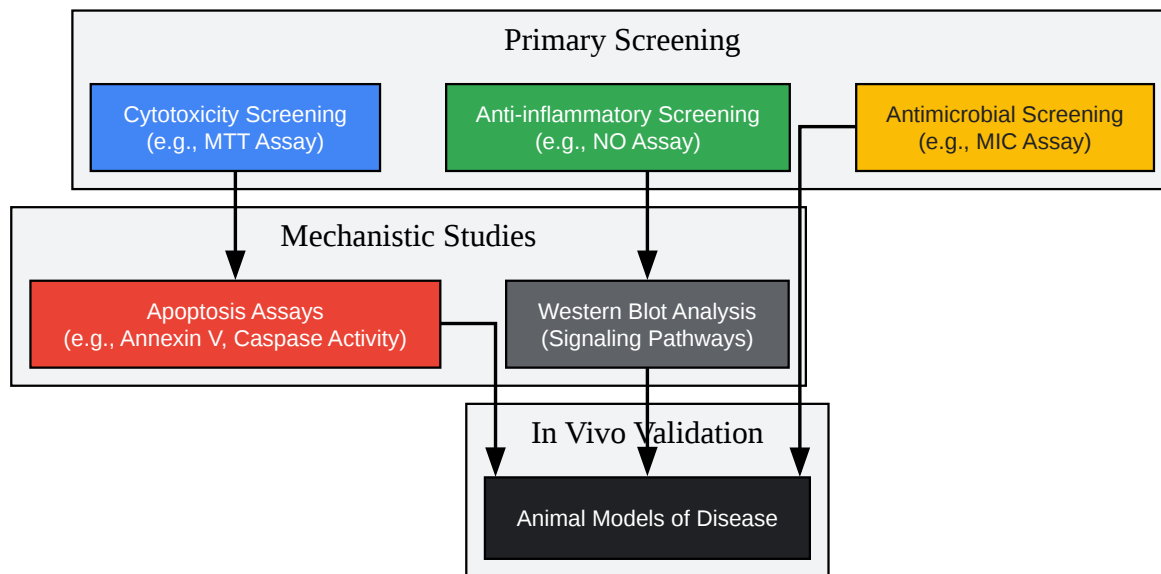 Primary Screening
Cytotoxicity Screening
(e.g., MTT Assay)
Anti-inflammatory Screening
(e.g., NO Assay)
Antimicrobial Screening
(e.g., MIC Assay)
Mechanistic Studies
Apoptosis Assays
(e.g., Annexin V, Caspase Activity)
Western Blot Analysis
(Signaling Pathways)
In Vivo Validation
Animal Models of Disease